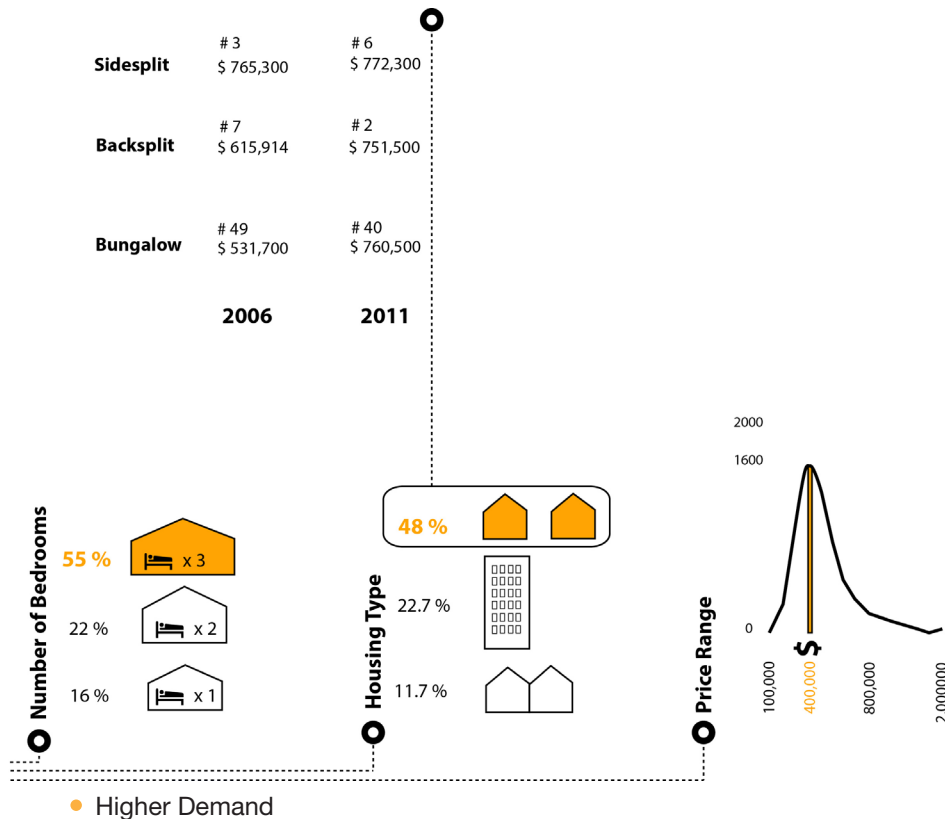 # 3
# 6
Sidesplit
$ 765,300
$ 772,300
# 7
# 2
Backsplit
$ 615,914
$ 751,500
# 49
# 40
Bungalow
$ 531,700
$ 760,500
2006
2011
Number of Bedrooms
55 %
x 3
22 %
x 2
16 %
x 1
Housing Type
48 %
22.7 %
11.7 %
Price Range
2000
1600
0
$
100,000
400,000
800,000
2,000000
Higher Demand